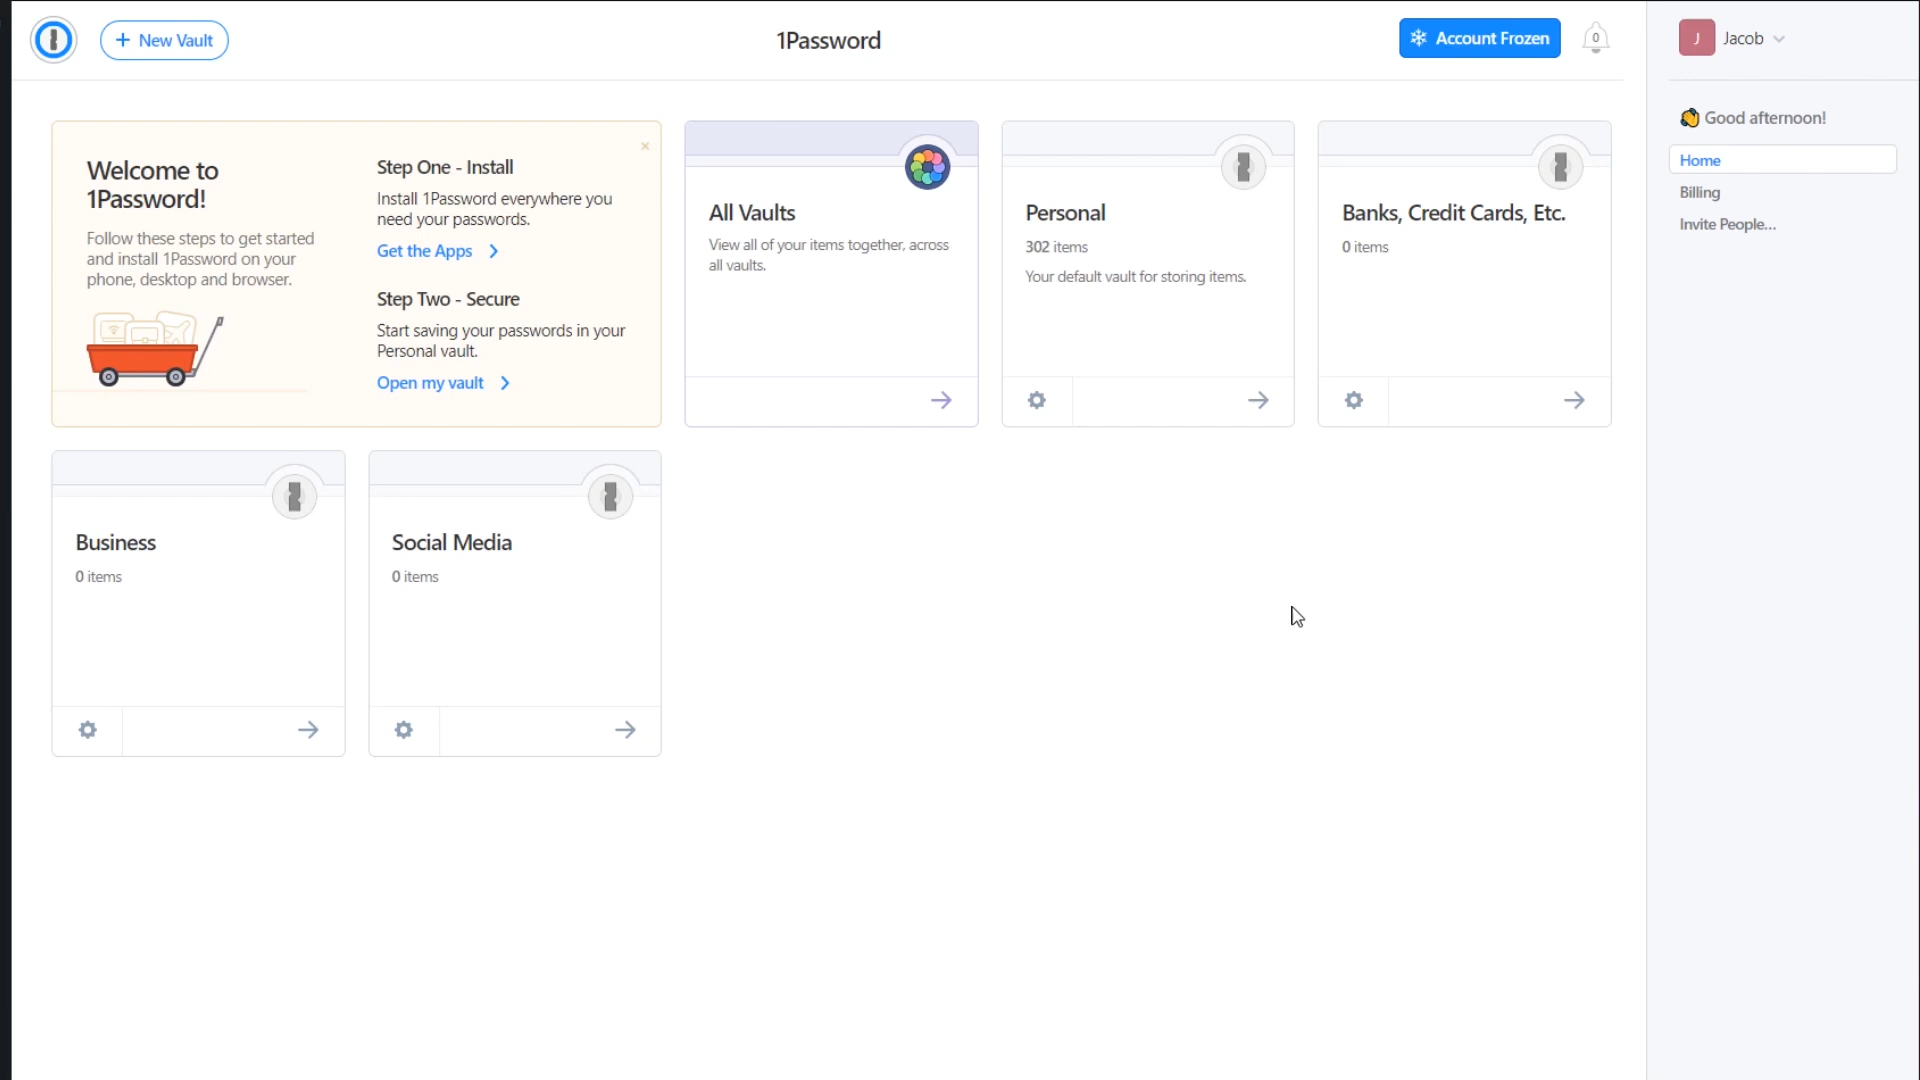 New Vault
1Password
Account Frozen
0
J
Jacob
Welcome to
1Password!
Follow these steps to get started
and install 1Password on your
phone, desktop and browser.
Step One - Install
Install 1Password everywhere you
need your passwords.
Get the Apps
Step Two - Secure
Start saving your passwords in your
Personal vault.
Open my vault
All Vaults
View all of your items together, across
all vaults.
Personal
302 items
Your default vault for storing items.
Banks, Credit Cards, Etc.
0 items
Business
0 items
Social Media
0 items
Good afternoon!
Home
Billing
Invite People...